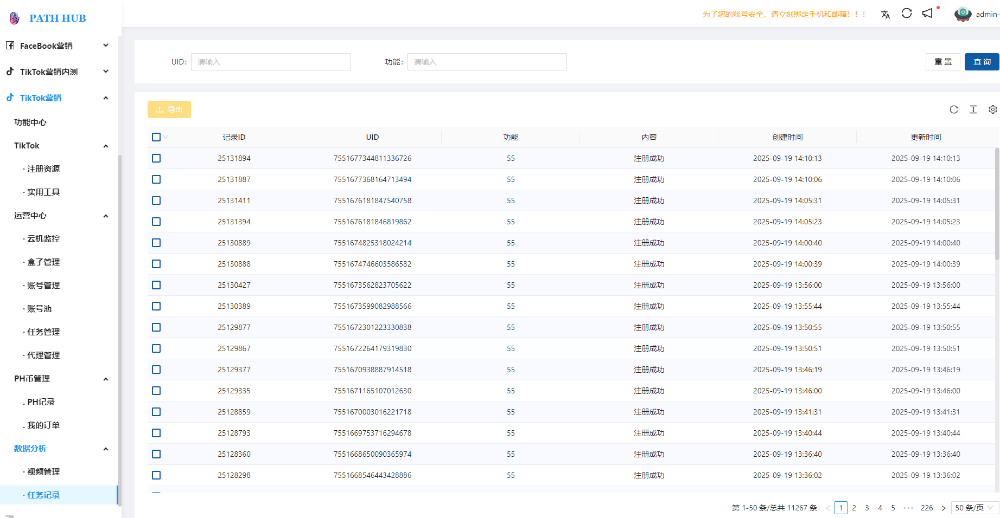 PATH HUB
为了您的账号安全，请立刻绑定手机和邮箱！！！
admin-
FaceBook营销
TikTok营销内测
TikTok营销
功能中心
TikTok
· 注册资源
· 实用工具
运营中心
· 云机监控
· 盒子管理
· 账号管理
· 账号池
· 任务管理
· 代理管理
PH币管理
. PH记录
. 我的订单
数据分析
· 视频管理
· 任务记录
UID： 请输入 功能： 请输入 重 置 查 询
导出
记录ID UID 功能 内容 创建时间 更新时间
25131894 7551677344811336726 55 注册成功 2025-09-19 14:10:13 2025-09-19 14:10:13
25131887 7551677368164713494 55 注册成功 2025-09-19 14:10:06 2025-09-19 14:10:06
25131411 7551676181847540758 55 注册成功 2025-09-19 14:05:31 2025-09-19 14:05:31
25131394 7551676181846819862 55 注册成功 2025-09-19 14:05:23 2025-09-19 14:05:23
25130889 7551674825318024214 55 注册成功 2025-09-19 14:00:40 2025-09-19 14:00:40
25130888 7551674746603586582 55 注册成功 2025-09-19 14:00:39 2025-09-19 14:00:39
25130427 7551673562823705622 55 注册成功 2025-09-19 13:56:00 2025-09-19 13:56:00
25130389 7551673599082988566 55 注册成功 2025-09-19 13:55:44 2025-09-19 13:55:44
25129877 7551672301223330838 55 注册成功 2025-09-19 13:50:55 2025-09-19 13:50:55
25129867 7551672264179319830 55 注册成功 2025-09-19 13:50:51 2025-09-19 13:50:51
25129377 7551670938887914518 55 注册成功 2025-09-19 13:46:19 2025-09-19 13:46:19
25129335 7551671165107012630 55 注册成功 2025-09-19 13:46:00 2025-09-19 13:46:00
25128859 7551670003016221718 55 注册成功 2025-09-19 13:41:31 2025-09-19 13:41:31
25128793 7551669753716294678 55 注册成功 2025-09-19 13:40:44 2025-09-19 13:40:44
25128360 7551668650090365974 55 注册成功 2025-09-19 13:36:40 2025-09-19 13:36:40
25128298 7551668546443428886 55 注册成功 2025-09-19 13:36:02 2025-09-19 13:36:02
第 1-50 条/总共 11267 条 < 1 2 3 4 5 ••• 226 > 50 条/页